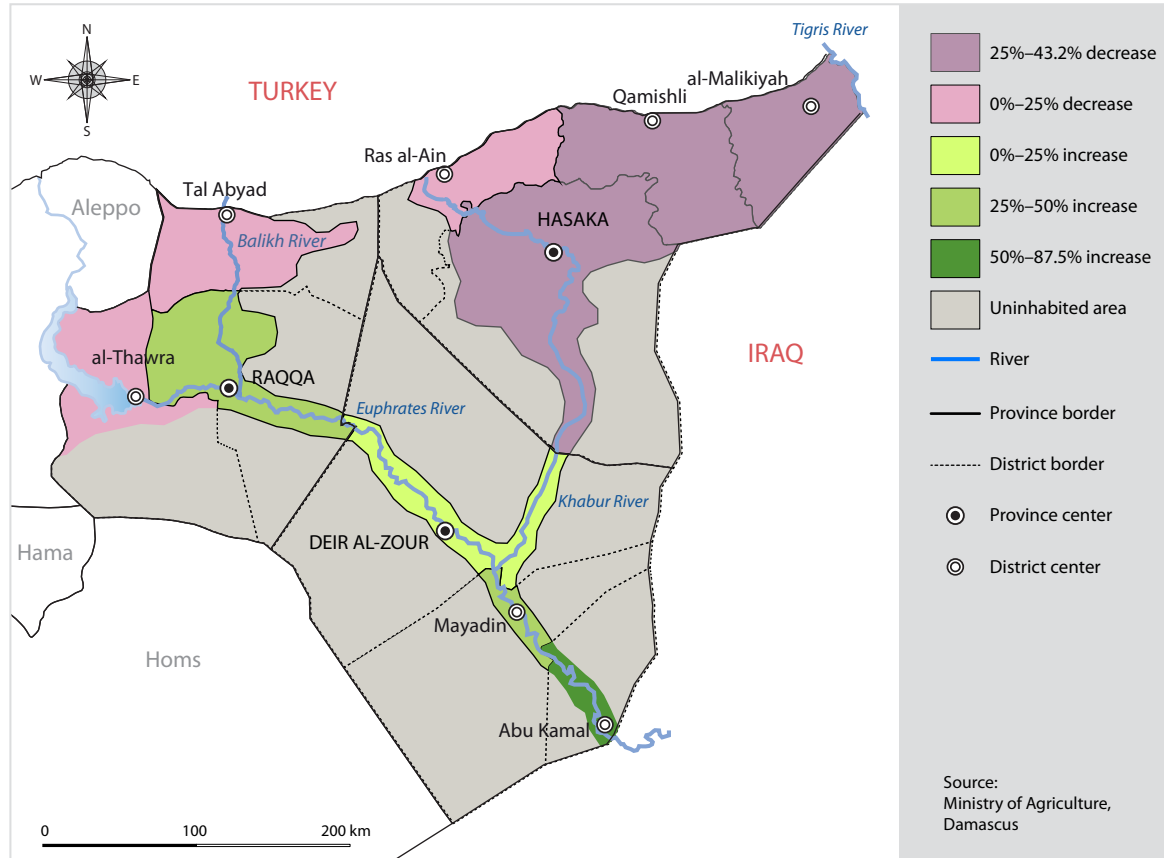 N
W
E
S
Tigris River
TURKEY
al-Malikiyah
Qamishli
Ras al-Ain
Tal Abyad
Aleppo
HASAKA
Balikh River
IRAQ
al-Thawra
RAQQA
Euphrates River
Khabur River
DEIR AL-ZOUR
Hama
Mayadin
Homs
Abu Kamal
0
100
200 km
25%–43.2% decrease
0%–25% decrease
0%–25% increase
25%–50% increase
50%–87.5% increase
Uninhabited area
River
Province border
District border
Province center
District center
Source:
Ministry of Agriculture,
Damascus